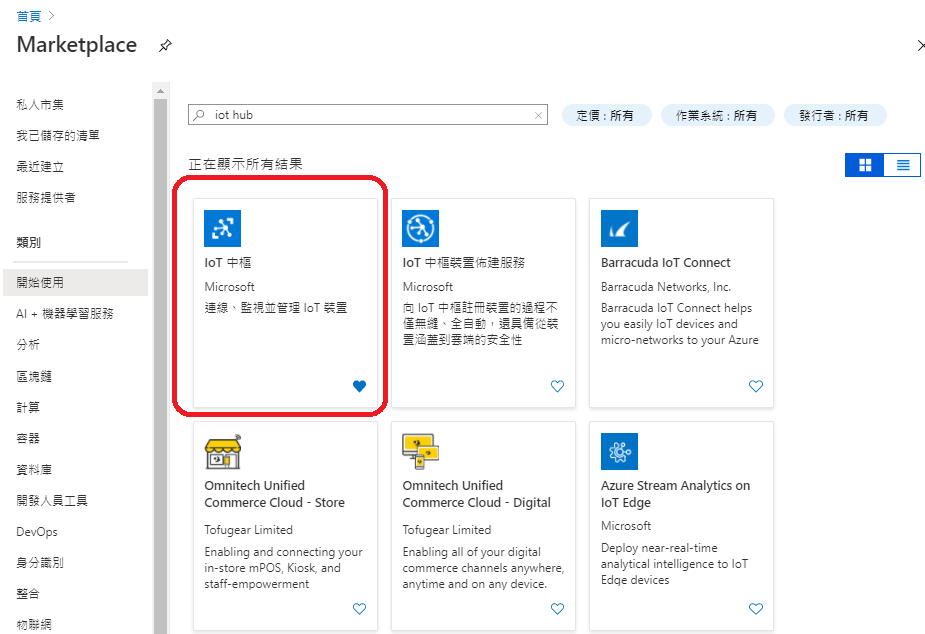 首頁
Marketplace
私人市集
我已儲存的清單
最近建立
服務提供者
類別
開始使用
AI + 機器學習服務
分析
區塊鏈
計算
容器
資料庫
開發人員工具
DevOps
身分識別
整合
物聯網
iot hub
定價 : 所有
作業系統 : 所有
發行者 : 所有
正在顯示所有結果
IoT 中樞
Microsoft
連線、監視並管理 IoT 裝置
IoT 中樞裝置佈建服務
Microsoft
向 IoT 中樞註冊裝置的過程不
僅無縫、全自動，還具備從裝
置涵蓋到雲端的安全性
Barracuda IoT Connect
Barracuda Networks, Inc.
Barracuda IoT Connect helps
you easily IoT devices and
micro-networks to your Azure
Omnitech Unified
Commerce Cloud - Store
Tofugear Limited
Enabling and connecting your
in-store mPOS, Kiosk, and
staff-empowerment
Omnitech Unified
Commerce Cloud - Digital
Tofugear Limited
Enabling all of your digital
commerce channels anywhere,
anytime and on any device.
Azure Stream Analytics on
IoT Edge
Microsoft
Deploy near-real-time
analytical intelligence to IoT
Edge devices